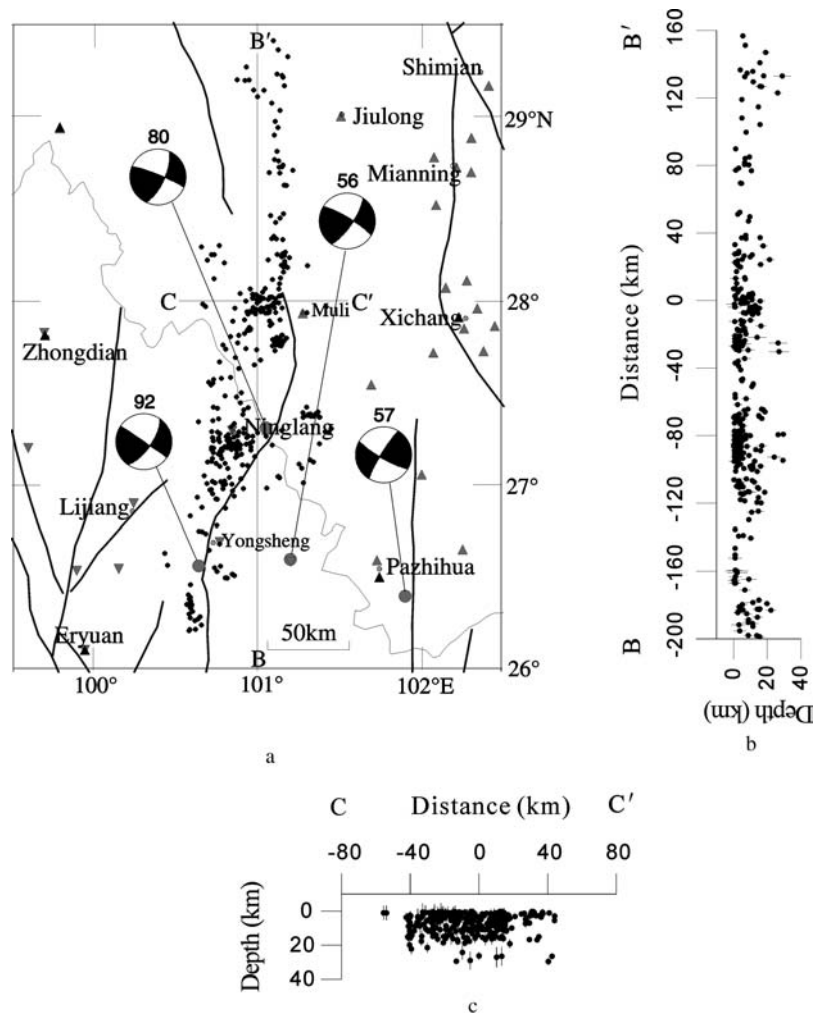 B′
Shimian
80
Jiulong
29°N
56
Mianning
C
C′
28°
Muli
Xichang
Zhongdian
92
Ninglang
57
27°
Lijiang
Yongsheng
Pazhihua
Eryuan
50km
B
26°
100°
101°
102°E
a
B′
160
120
80
40
0
-40
-80
-120
-160
-200
Distance (km)
B
0
20
40
Depth (km)
b
C
Distance (km)
C′
-80
-40
0
40
80
Depth (km)
0
20
40
c